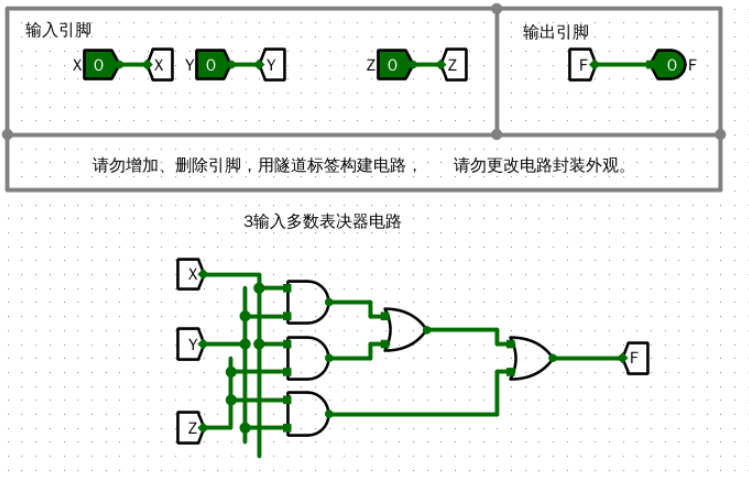 输入引脚
输出引脚
X 0 X Y 0 Y Z 0 Z F 0 F
请勿增加、删除引脚，用隧道标签构建电路， 请勿更改电路封装外观。
3输入多数表决器电路
X
Y
F
Z